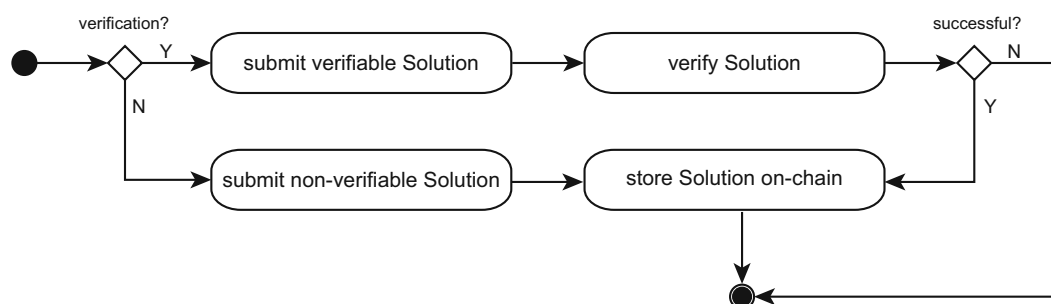 verification?
successful?
Y
submit verifiable Solution
verify Solution
N
N
Y
submit non-verifiable Solution
store Solution on-chain